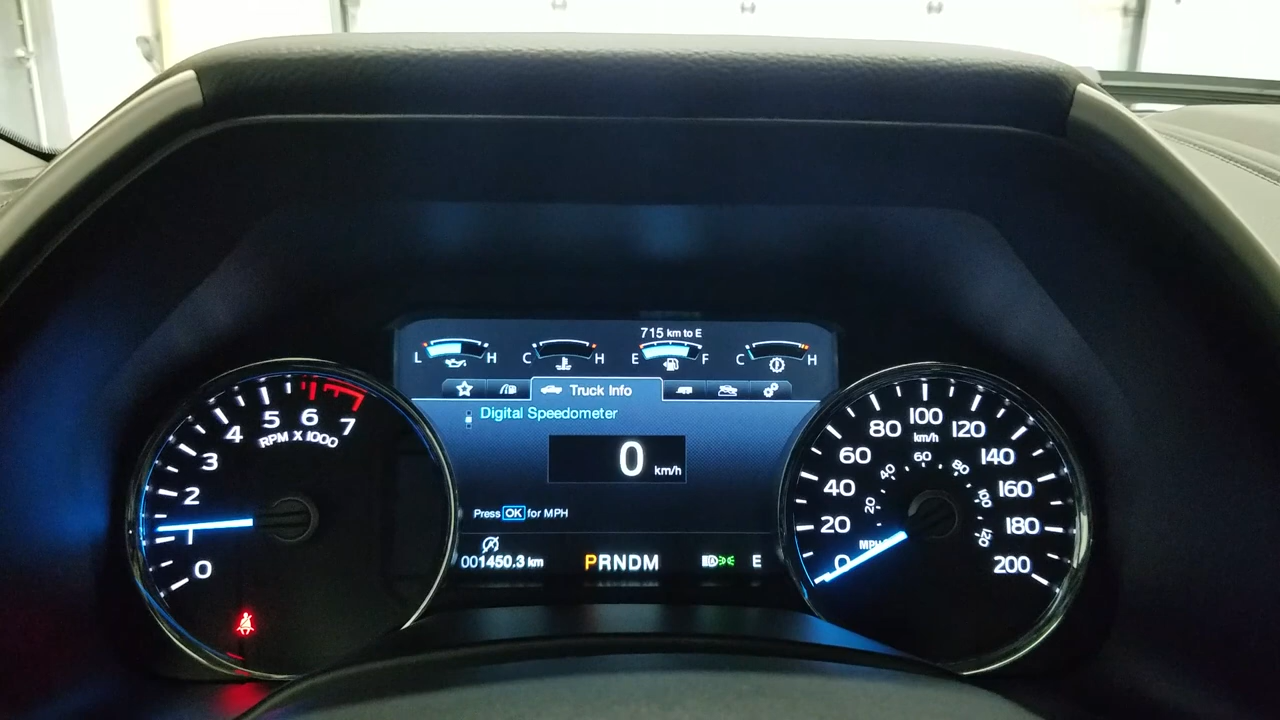 715 km to E
L H C H E F C H
Truck Info
Digital Speedometer
0 km/h
Press OK for MPH
001450.3 km PRNDM E
0 1 2 3 4 5 6 7
RPM X 1000
0 20 40 60 80 100 120 140 160 180 200
km/h
20 40 60 80 100 120
MPH